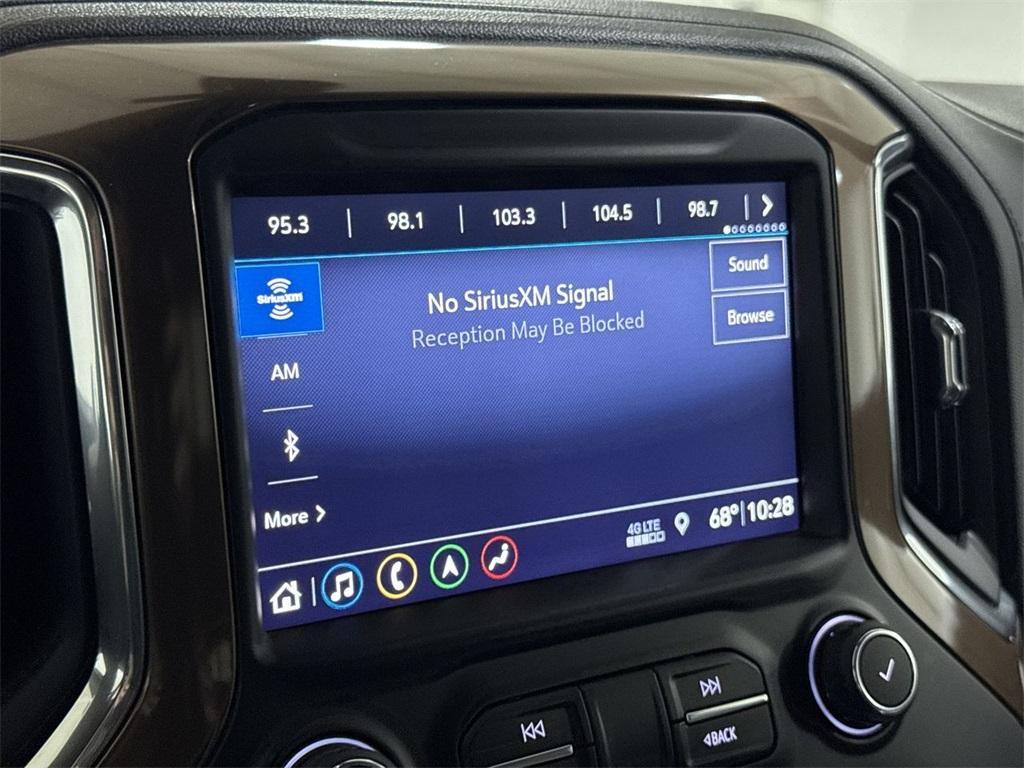 95.3 98.1 103.3 104.5 98.7
SiriusXM
No SiriusXM Signal
Reception May Be Blocked
Sound
Browse
AM
More
4G LTE
68° 10:28
BACK